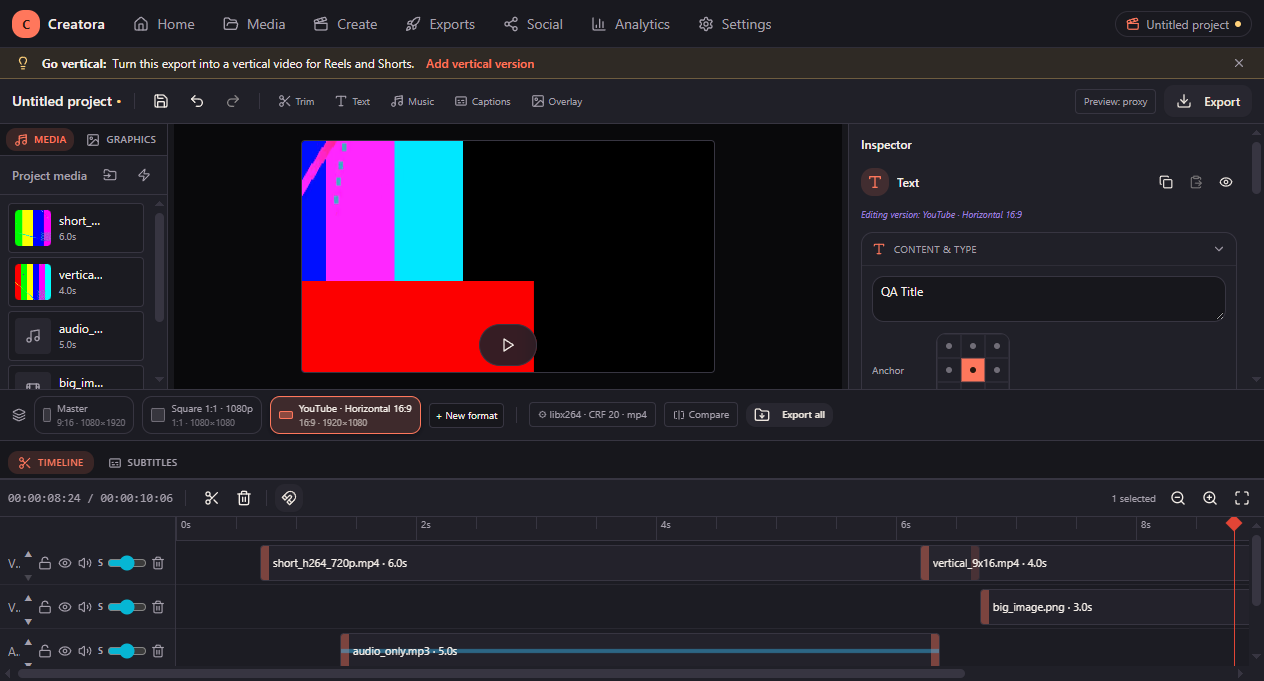 C Creatora Home Media Create Exports Social Analytics Settings Untitled project
Go vertical: Turn this export into a vertical video for Reels and Shorts. Add vertical version
Untitled project • Trim Text Music Captions Overlay Preview: proxy Export
MEDIA GRAPHICS
Project media
short_...
6.0s
vertica...
4.0s
audio_...
5.0s
big_im...
Inspector
Text
Editing version: YouTube · Horizontal 16:9
CONTENT & TYPE
QA Title
Anchor
Master
9:16 · 1080×1920
Square 1:1 · 1080p
1:1 · 1080×1080
YouTube · Horizontal 16:9
16:9 · 1920×1080
+ New format
libx264 · CRF 20 · mp4
Compare
Export all
TIMELINE SUBTITLES
00:00:08:24 / 00:00:10:06 1 selected
0s 2s 4s 6s 8s
V.. S short_h264_720p.mp4 · 6.0s vertical_9x16.mp4 · 4.0s
V.. S big_image.png · 3.0s
A.. S audio_only.mp3 · 5.0s